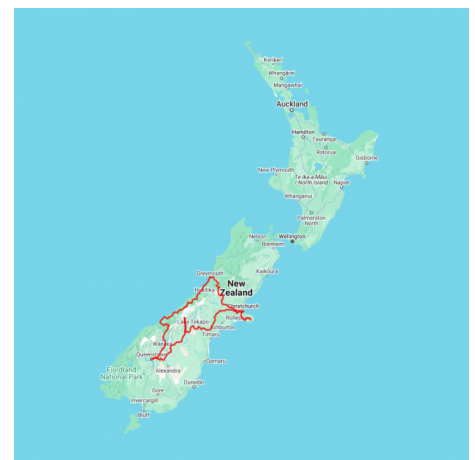 Kerikeri
Whangārei
Mangawhai
Auckland
Hamilton
Tauranga
Rotorua
Gisborne
New Plymouth
Te Ika-a-Māui
/ North Island
Napier
Whanganui
Palmerston
North
Nelson
Wellington
Blenheim
Kaikōura
Greymouth
Hokitika
New
Zealand
Christchurch
Rolleston
Lake Tekapo
Ashburton
Timaru
Wānaka
Queenstown
Oamaru
Fiordland
National Park
Alexandra
Gore
Dunedin
Invercargill
Bluff